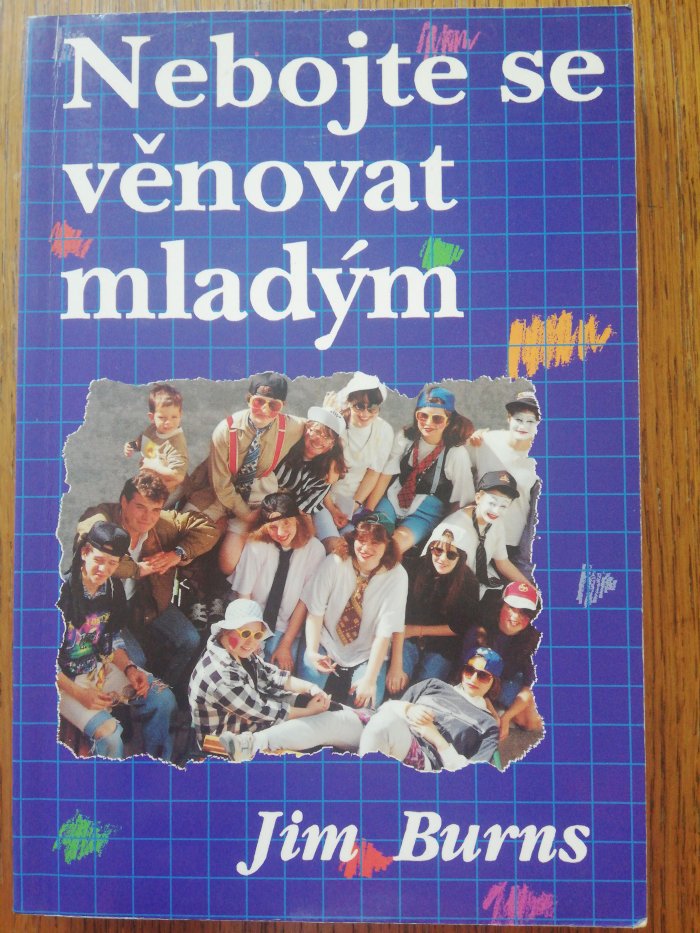 Nebojte se
věnovat
mladým
Jim Burns